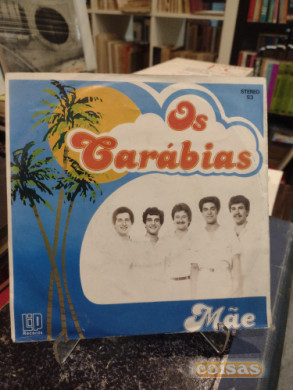 STEREO
Os
Carábias
Mãe
coisas